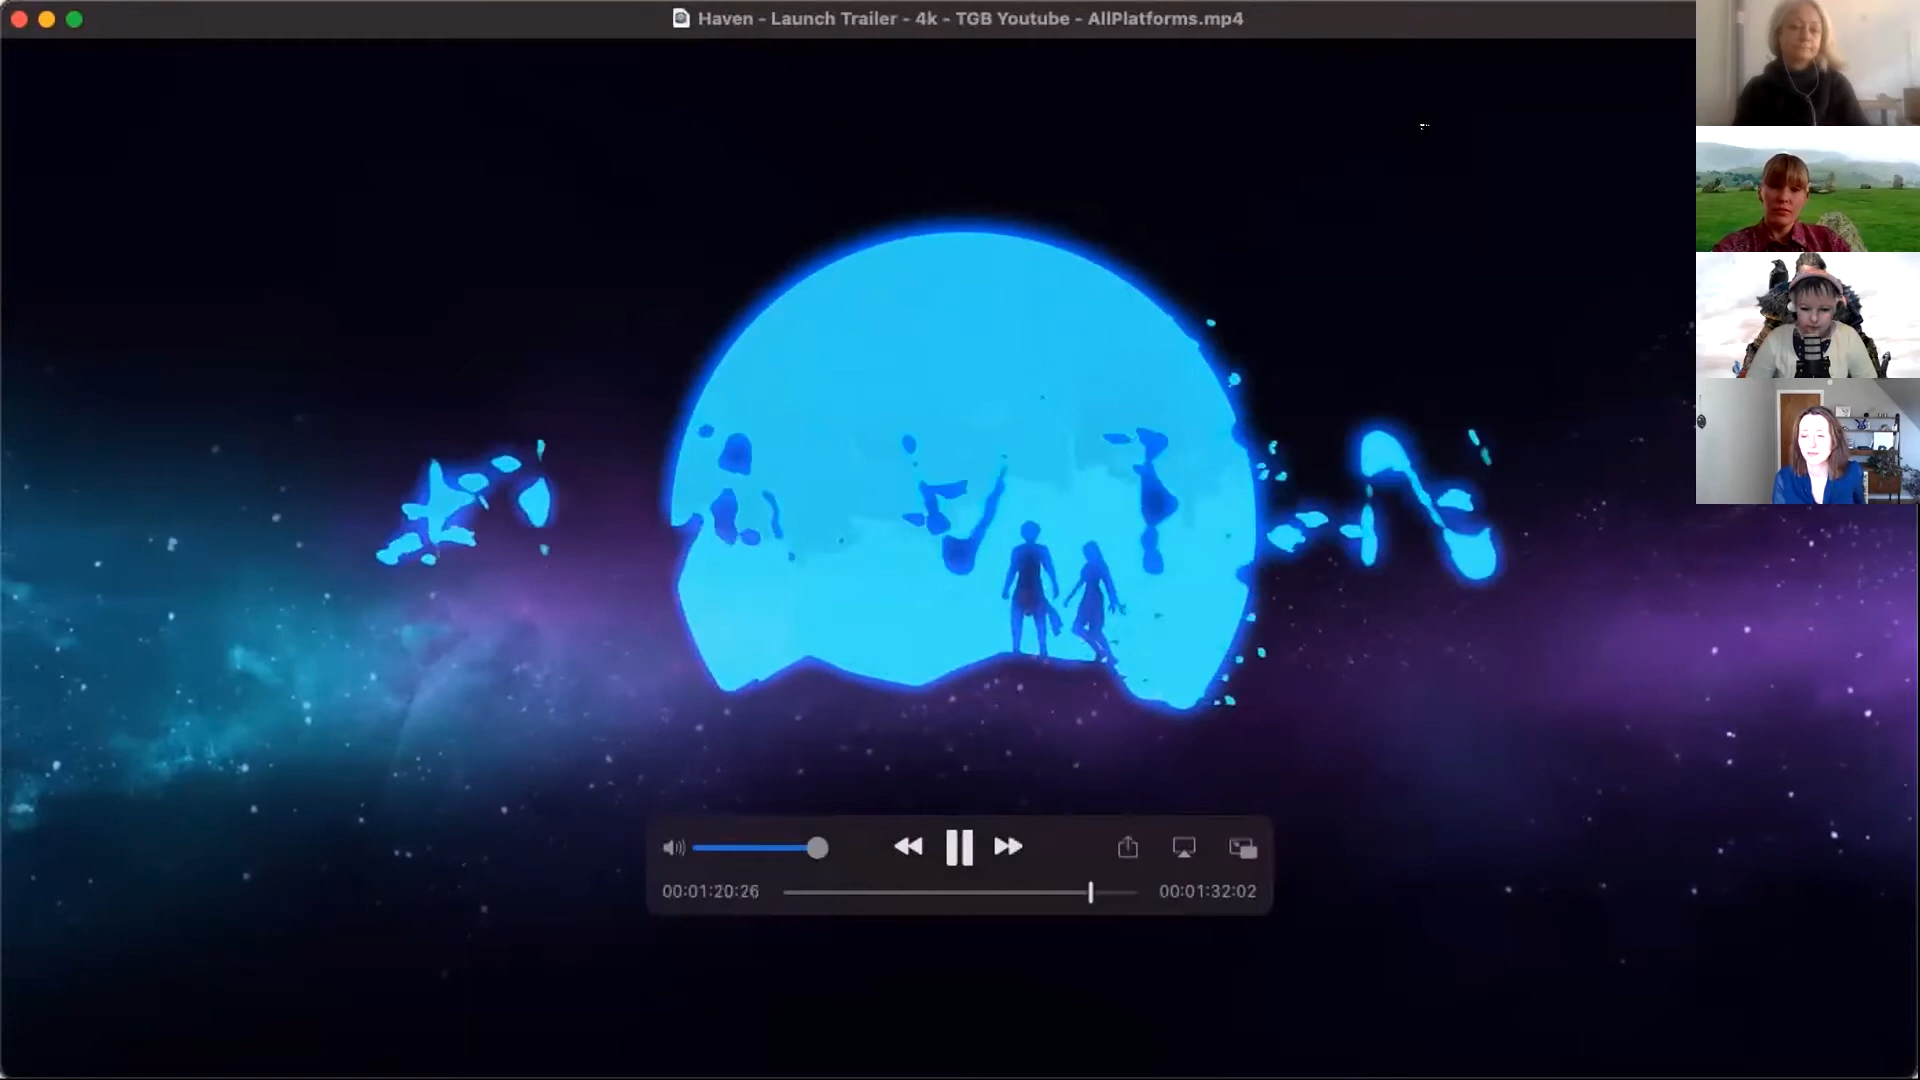 Haven - Launch Trailer - 4k - TGB Youtube - AllPlatforms.mp4
00:01:20:26
00:01:32:02